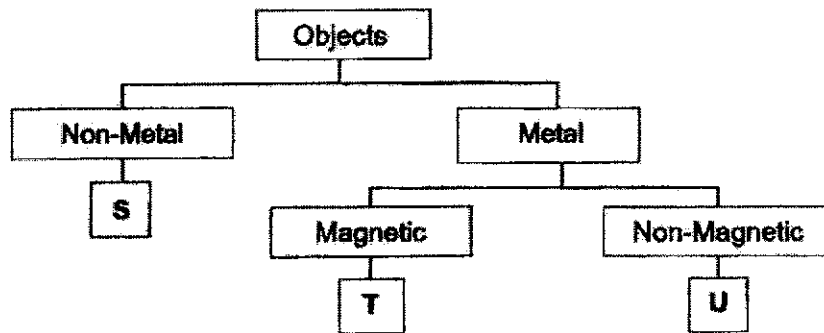 Objects
Non-Metal
Metal
S
Magnetic
Non-Magnetic
T
U